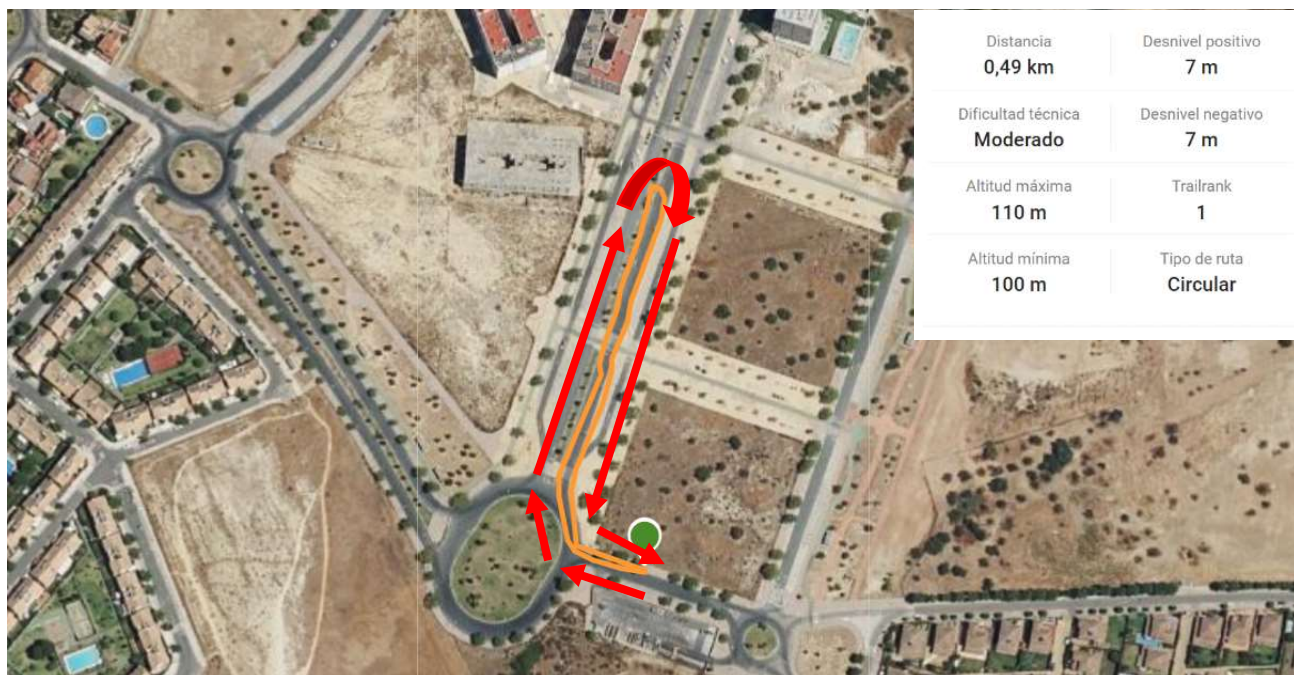 Distancia
0,49 km
Desnivel positivo
7 m
Dificultad técnica
Moderado
Desnivel negativo
7 m
Altitud máxima
110 m
Trailrank
1
Altitud mínima
100 m
Tipo de ruta
Circular